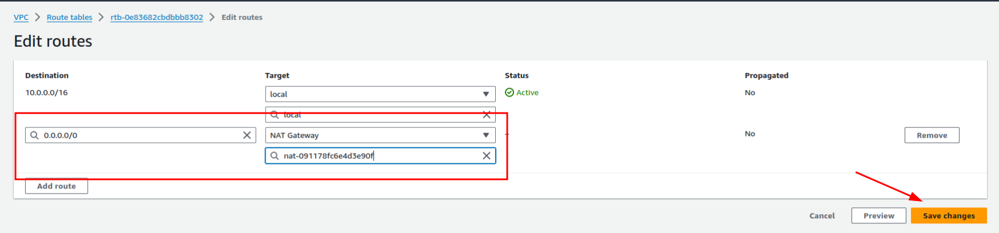 VPC > Route tables > rtb-0e83682cbdbbb8302 > Edit routes
Edit routes
Destination Target Status Propagated
10.0.0.0/16 local Active No
local
0.0.0.0/0 NAT Gateway - No Remove
nat-091178fc6e4d3e90f
Add route
Cancel Preview Save changes